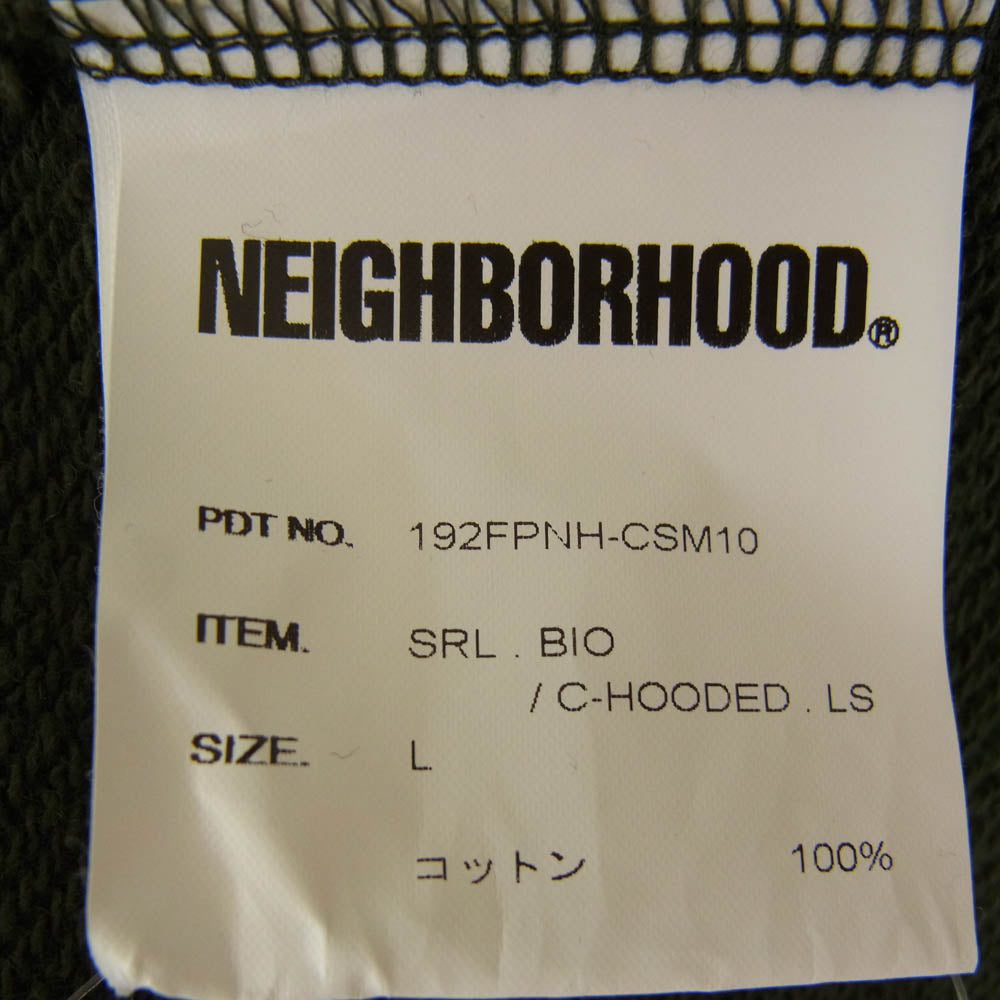 NEIGHBORHOOD®
PDT NO. 192FPNH-CSM10
ITEM. SRL . BIO
/ C-HOODED . LS
SIZE. L
コットン 100%